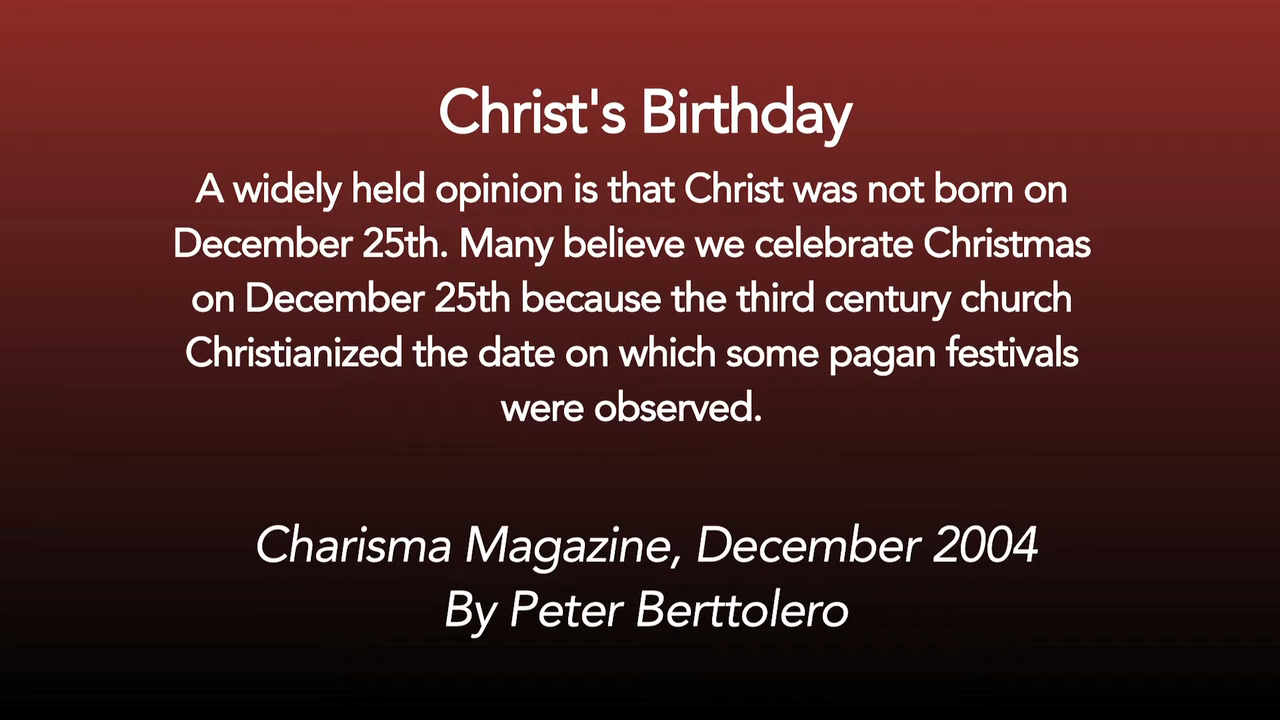 Christ's Birthday
A widely held opinion is that Christ was not born on
December 25th. Many believe we celebrate Christmas
on December 25th because the third century church
Christianized the date on which some pagan festivals
were observed.
Charisma Magazine, December 2004
By Peter Berttolero